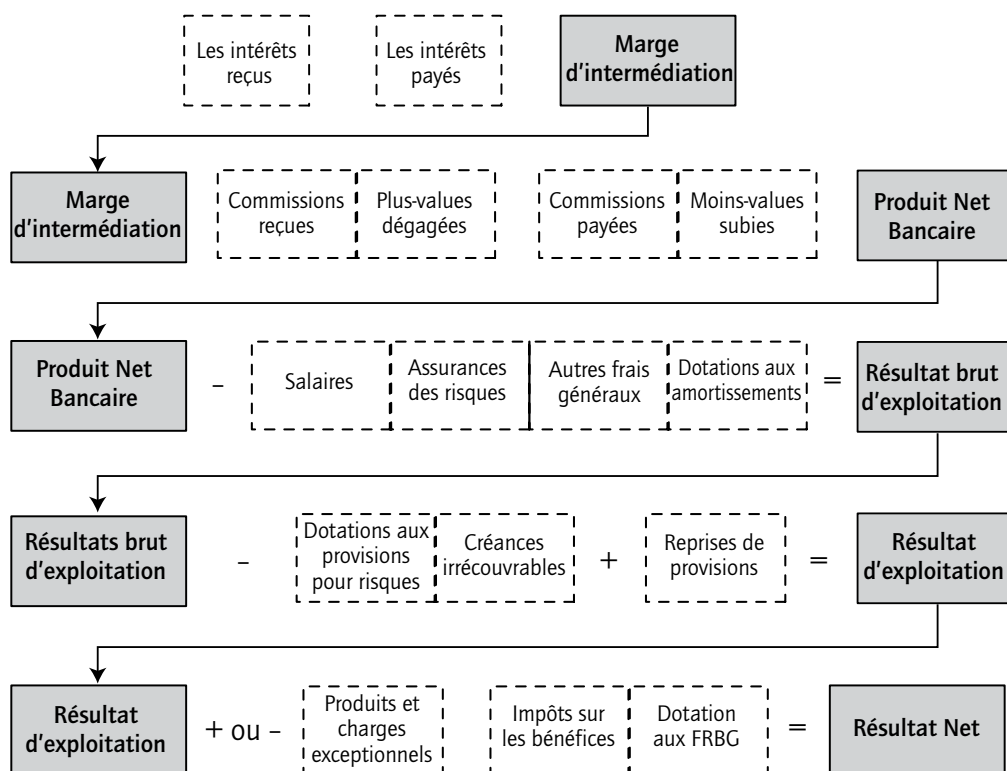 Les intérêts
reçus
Les intérêts
payés
Marge
d'intermédiation
Marge
d'intermédiation
Commissions
reçues
Plus-values
dégagées
Commissions
payées
Moins-values
subies
Produit Net
Bancaire
Produit Net
Bancaire
–
Salaires
Assurances
des risques
Autres frais
généraux
Dotations aux
amortissements
=
Résultat brut
d'exploitation
Résultats brut
d'exploitation
–
Dotations aux
provisions
pour risques
Créances
irrécouvrables
+
Reprises de
provisions
=
Résultat
d'exploitation
Résultat
d'exploitation
+ ou –
Produits et
charges
exceptionnels
Impôts sur
les bénéfices
Dotation
aux FRBG
=
Résultat Net